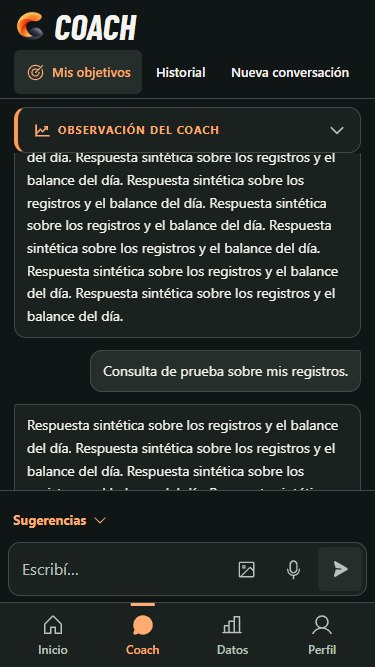 COACH
Mis objetivos
Historial
Nueva conversación
OBSERVACIÓN DEL COACH
del día. Respuesta sintética sobre los registros y el
balance del día. Respuesta sintética sobre los
registros y el balance del día. Respuesta sintética
sobre los registros y el balance del día. Respuesta
sintética sobre los registros y el balance del día.
Respuesta sintética sobre los registros y el balance
del día. Respuesta sintética sobre los registros y el
balance del día.
Consulta de prueba sobre mis registros.
Respuesta sintética sobre los registros y el balance
del día. Respuesta sintética sobre los registros y el
balance del día. Respuesta sintética sobre los
Sugerencias
Escribí...
Inicio
Coach
Datos
Perfil